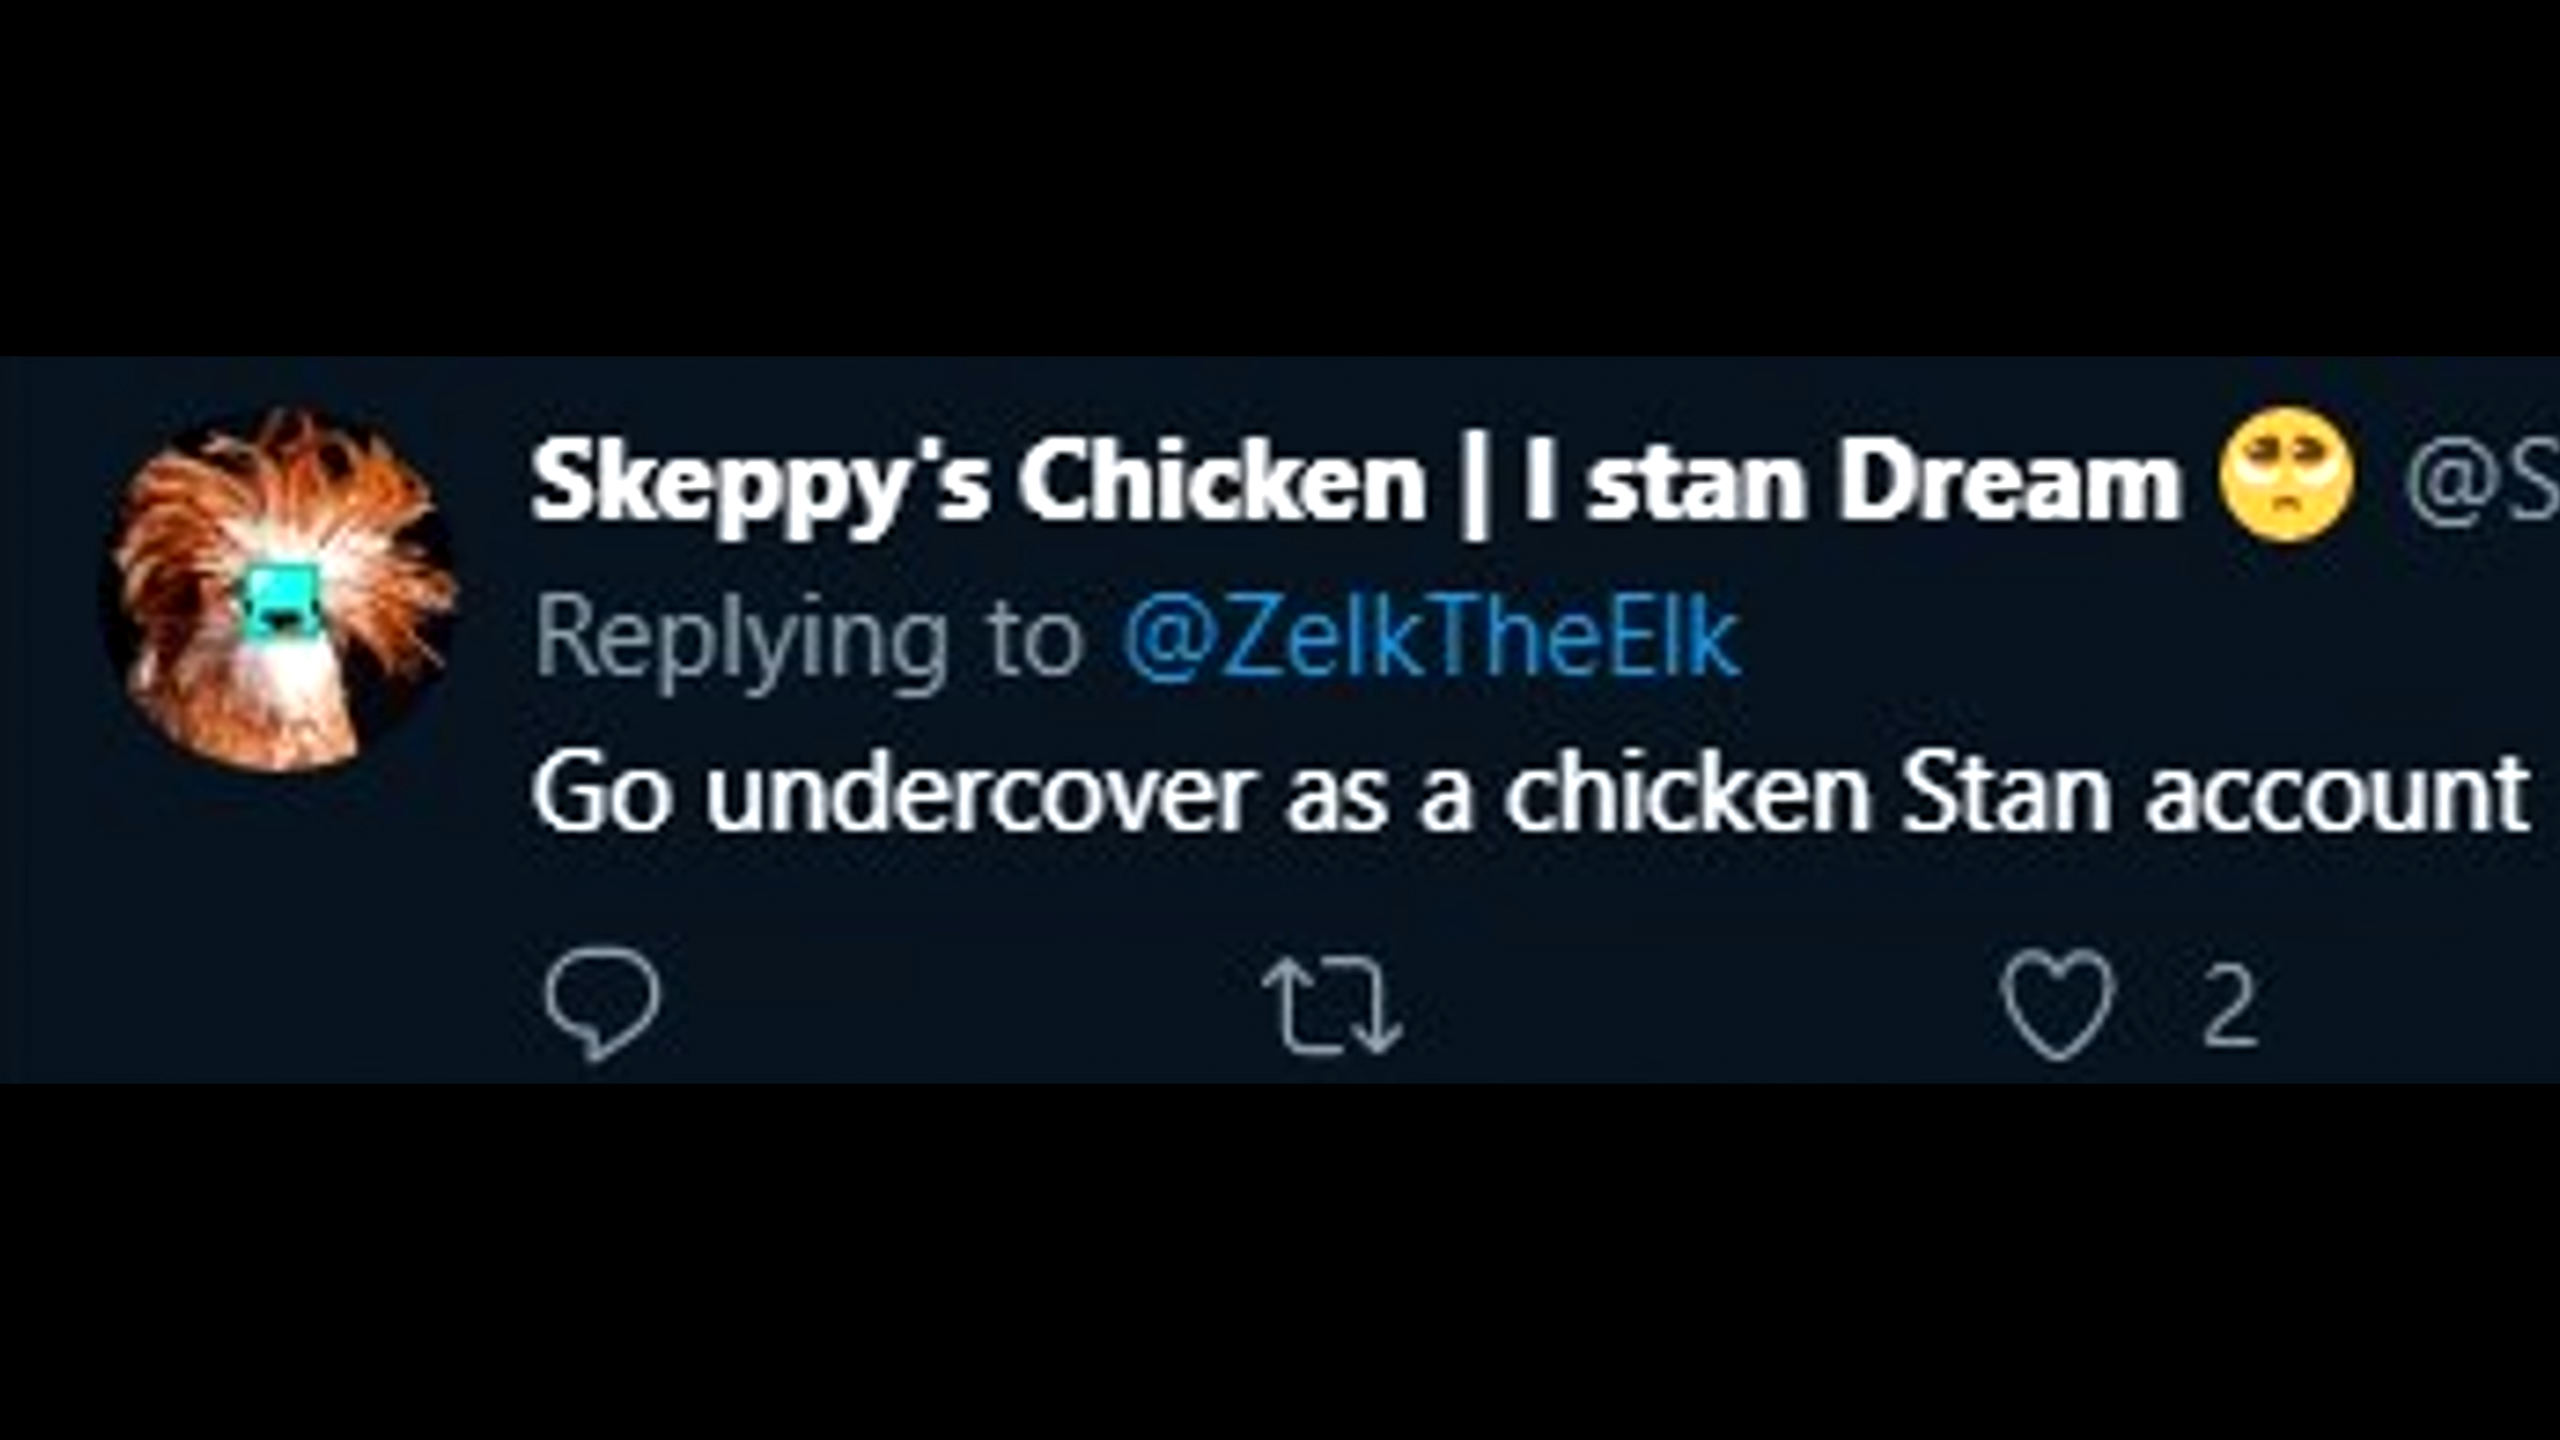 Skeppy's Chicken | I stan Dream 🥺 @S
Replying to @ZelkTheElk
Go undercover as a chicken Stan account
2